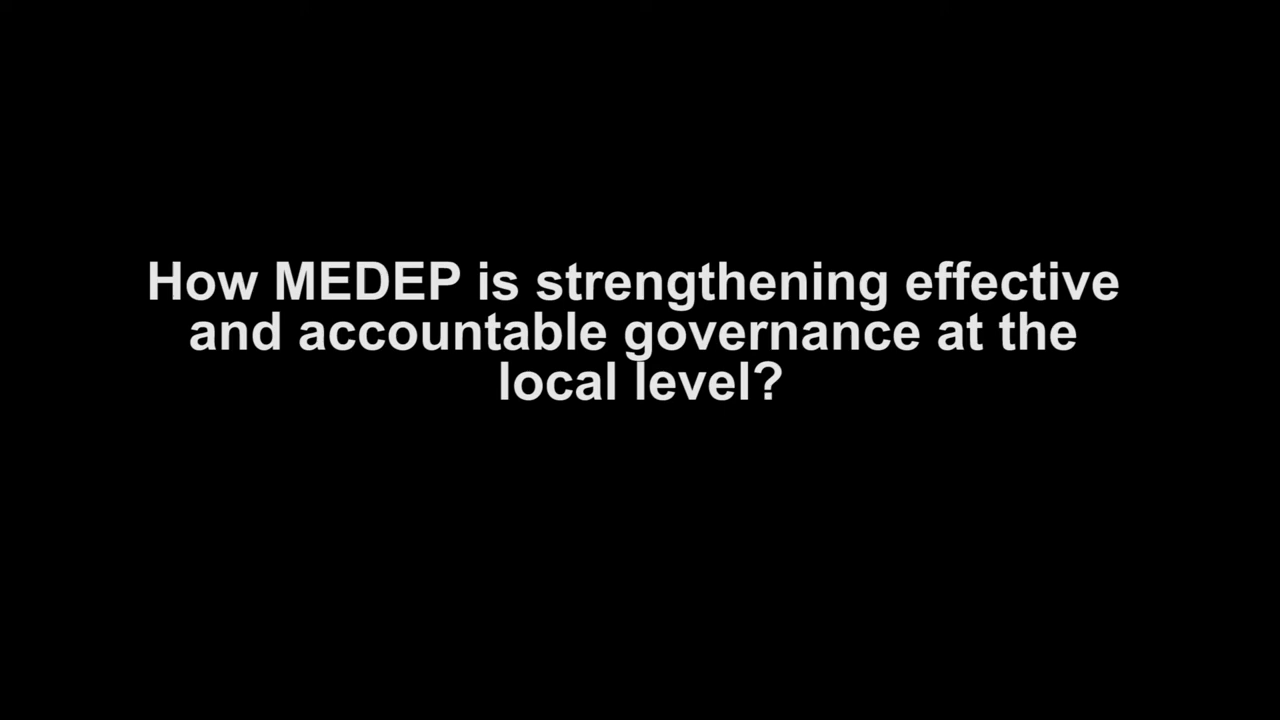 How MEDEP is strengthening effective
and accountable governance at the
local level?